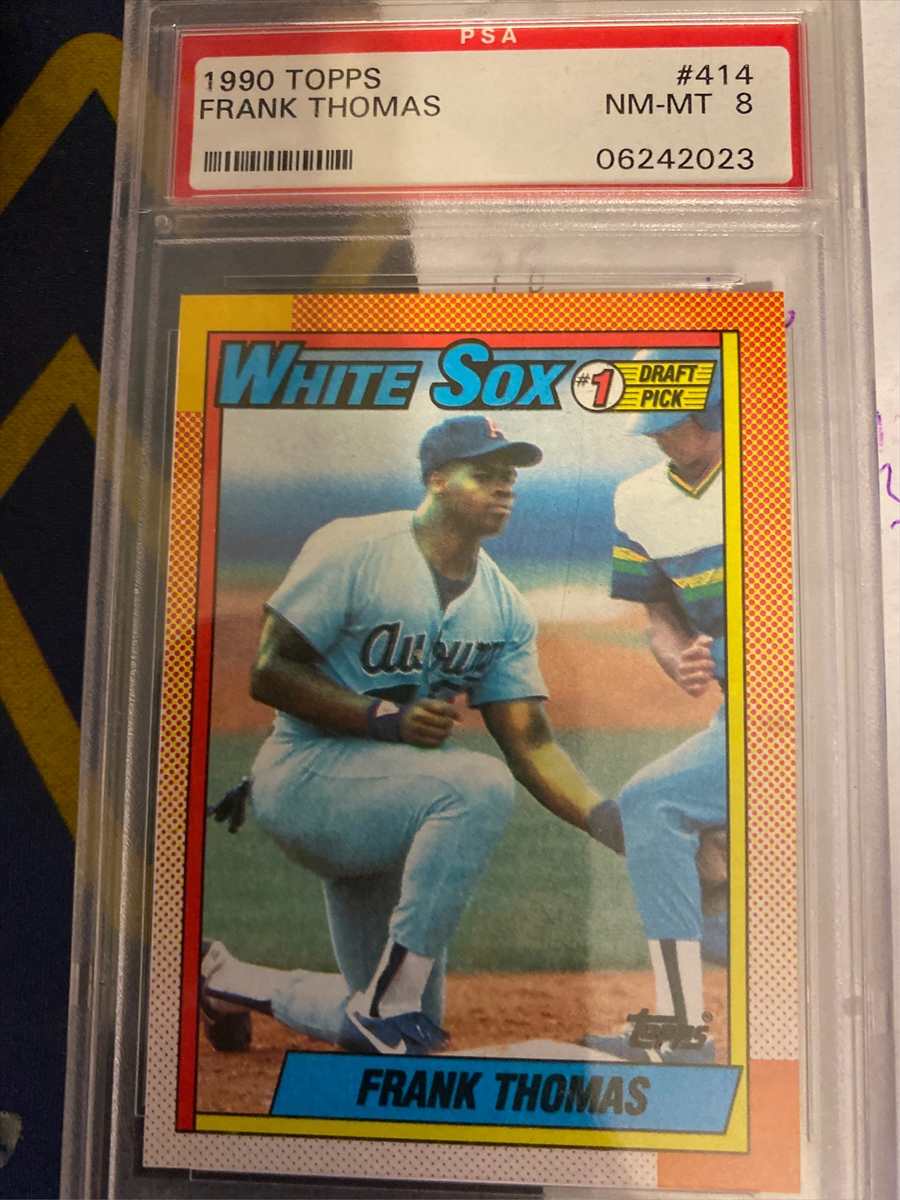 PSA
1990 TOPPS #414
FRANK THOMAS NM-MT 8
06242023
WHITE SOX #1 DRAFT PICK
A
Auburn
topps
FRANK THOMAS